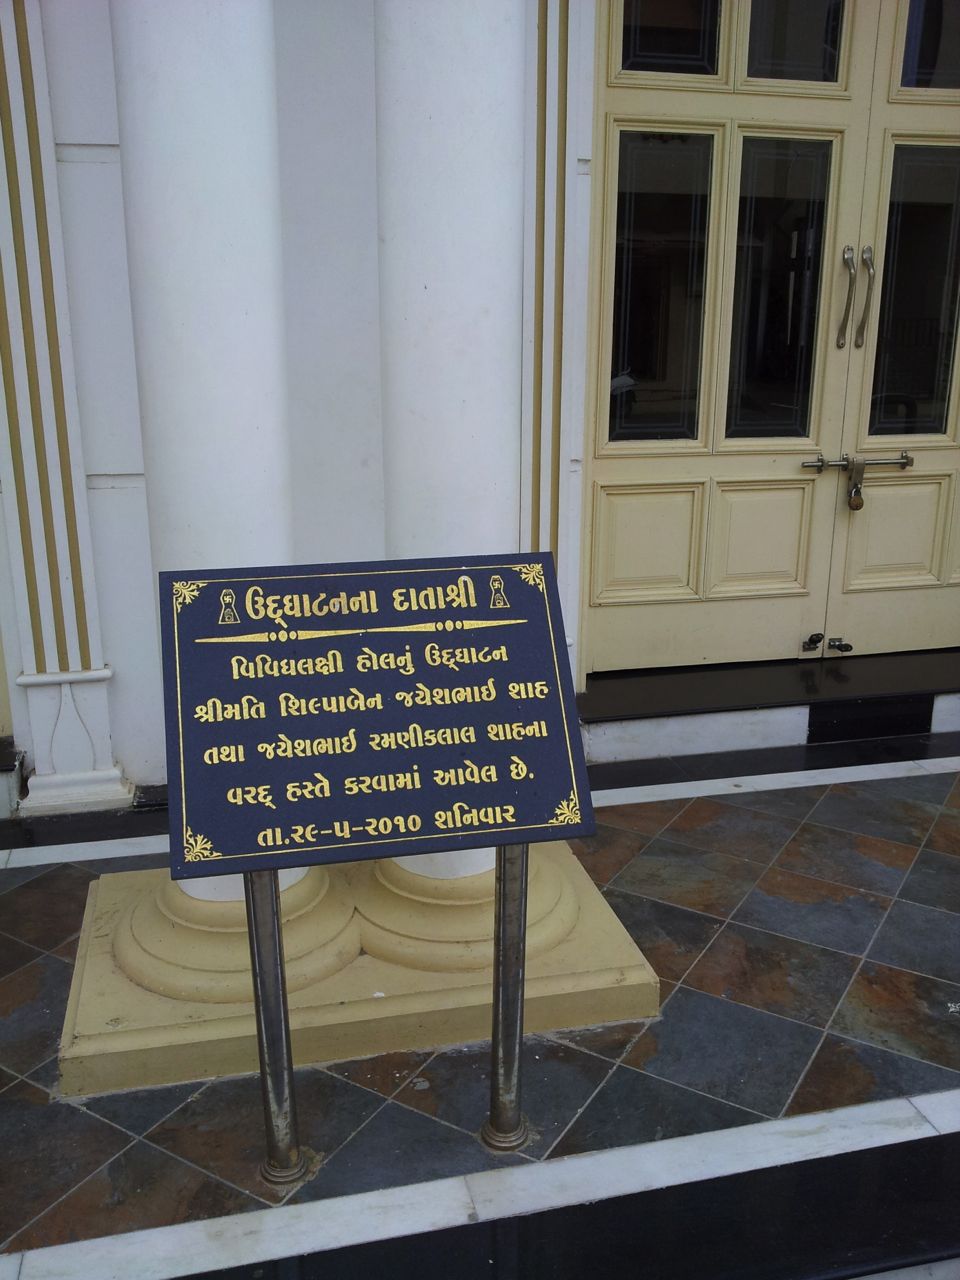 ઉદ્ઘાટનના દાતાશ્રી
વિવિધલક્ષી હોલનું ઉદ્ઘાટન
શ્રીમતિ શિલ્પાબેન જયેશભાઈ શાહ
તથા જયેશભાઈ રમણીકલાલ શાહના
વરદ્ હસ્તે કરવામાં આવેલ છે.
તા.૨૯-૫-૨૦૧૦ શનિવાર